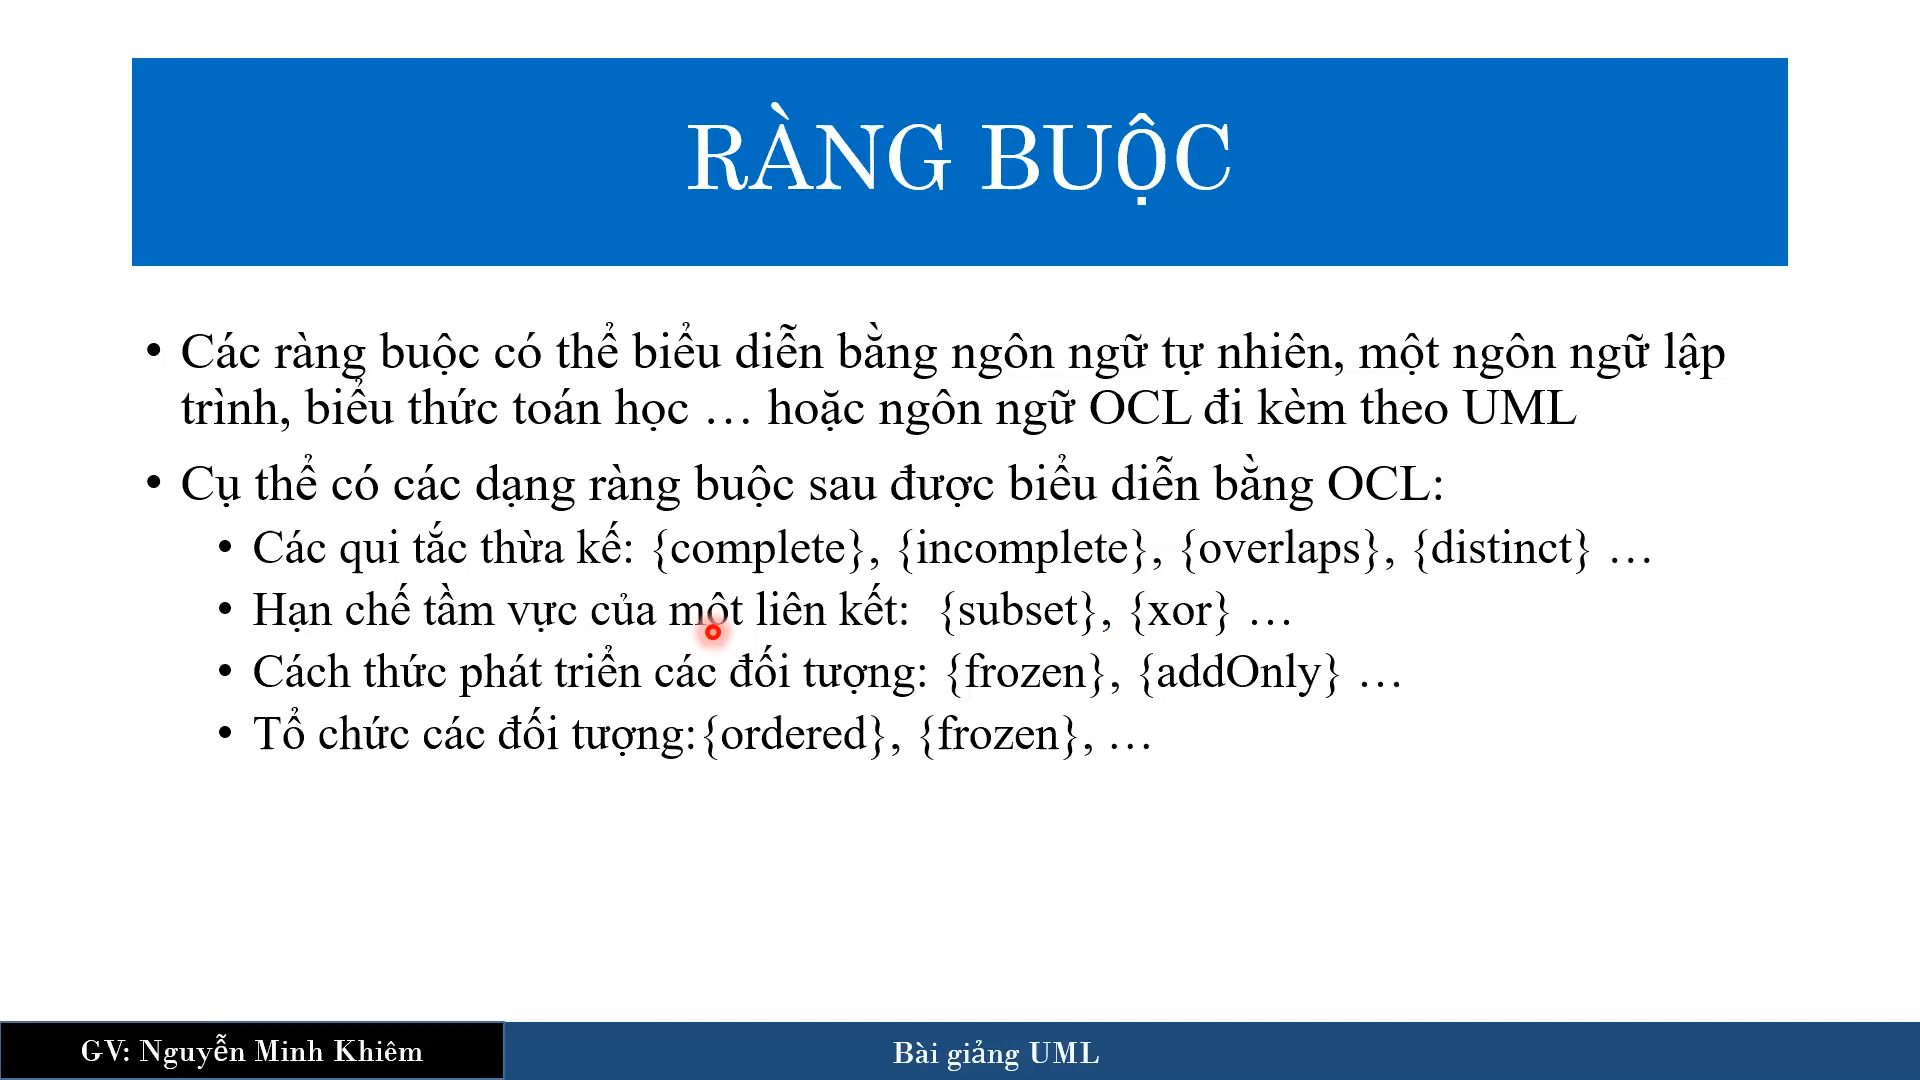 RÀNG BUỘC
• Các ràng buộc có thể biểu diễn bằng ngôn ngữ tự nhiên, một ngôn ngữ lập
trình, biểu thức toán học … hoặc ngôn ngữ OCL đi kèm theo UML
• Cụ thể có các dạng ràng buộc sau được biểu diễn bằng OCL:
• Các qui tắc thừa kế: {complete}, {incomplete}, {overlaps}, {distinct} …
• Hạn chế tầm vực của một liên kết:  {subset}, {xor} …
• Cách thức phát triển các đối tượng: {frozen}, {addOnly} …
• Tổ chức các đối tượng:{ordered}, {frozen}, …
GV: Nguyễn Minh Khiêm
Bài giảng UML